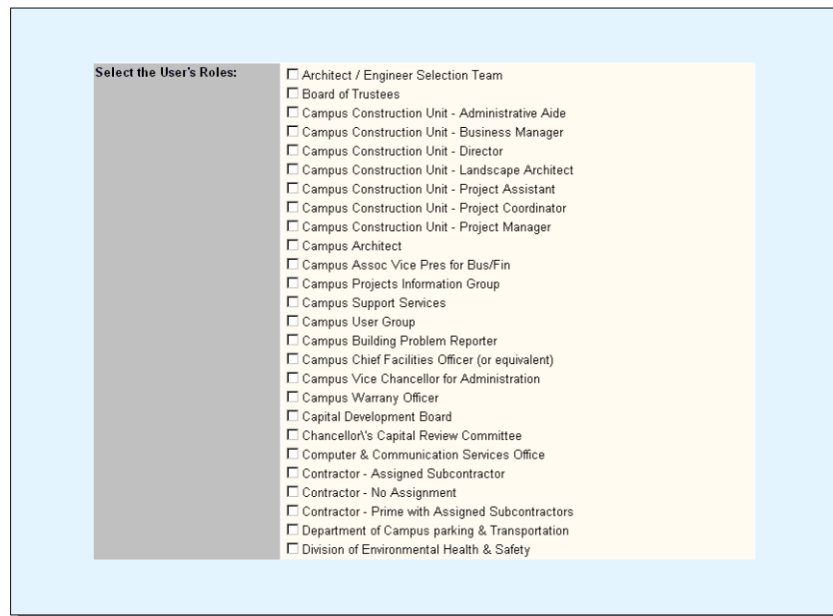 Select the User's Roles:
Architect / Engineer Selection Team
Board of Trustees
Campus Construction Unit - Administrative Aide
Campus Construction Unit - Business Manager
Campus Construction Unit - Director
Campus Construction Unit - Landscape Architect
Campus Construction Unit - Project Assistant
Campus Construction Unit - Project Coordinator
Campus Construction Unit - Project Manager
Campus Architect
Campus Assoc Vice Pres for Bus/Fin
Campus Projects Information Group
Campus Support Services
Campus User Group
Campus Building Problem Reporter
Campus Chief Facilities Officer (or equivalent)
Campus Vice Chancellor for Administration
Campus Warrany Officer
Capital Development Board
Chancellor\'s Capital Review Committee
Computer & Communication Services Office
Contractor - Assigned Subcontractor
Contractor - No Assignment
Contractor - Prime with Assigned Subcontractors
Department of Campus parking & Transportation
Division of Environmental Health & Safety